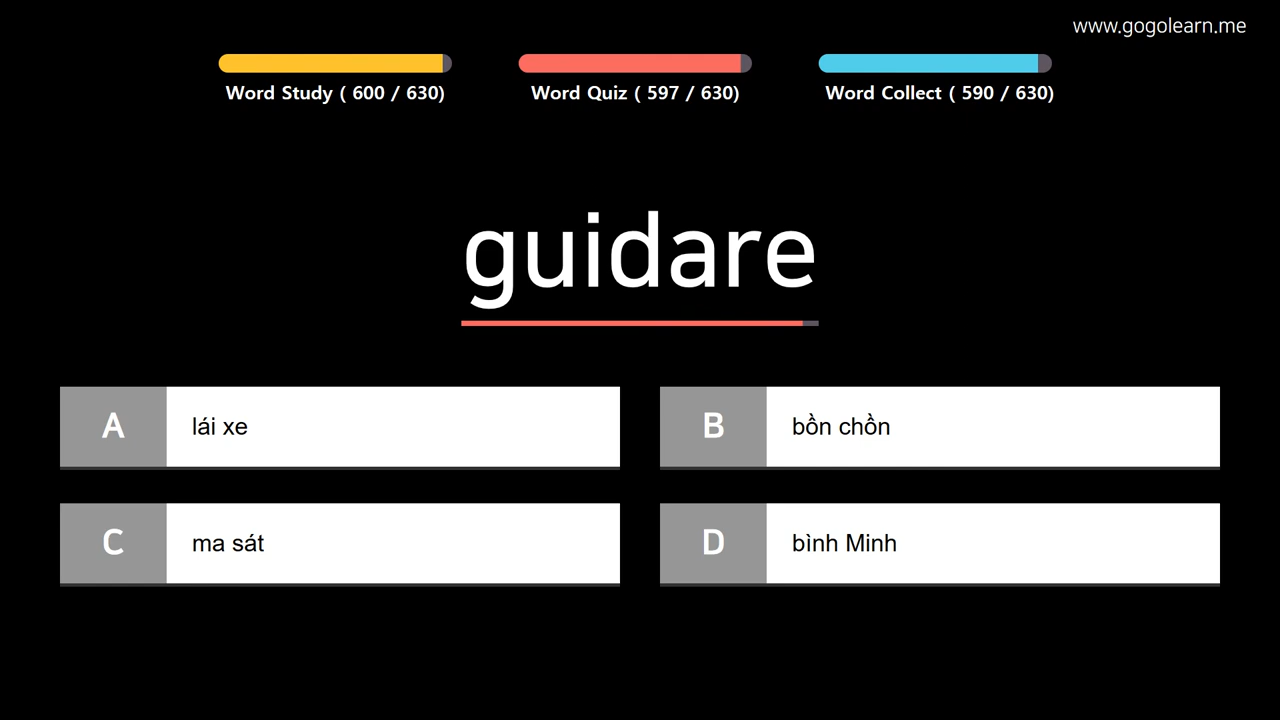 www.gogolearn.me
Word Study ( 600 / 630)
Word Quiz ( 597 / 630)
Word Collect ( 590 / 630)
guidare
A lái xe
B bồn chồn
C ma sát
D bình Minh